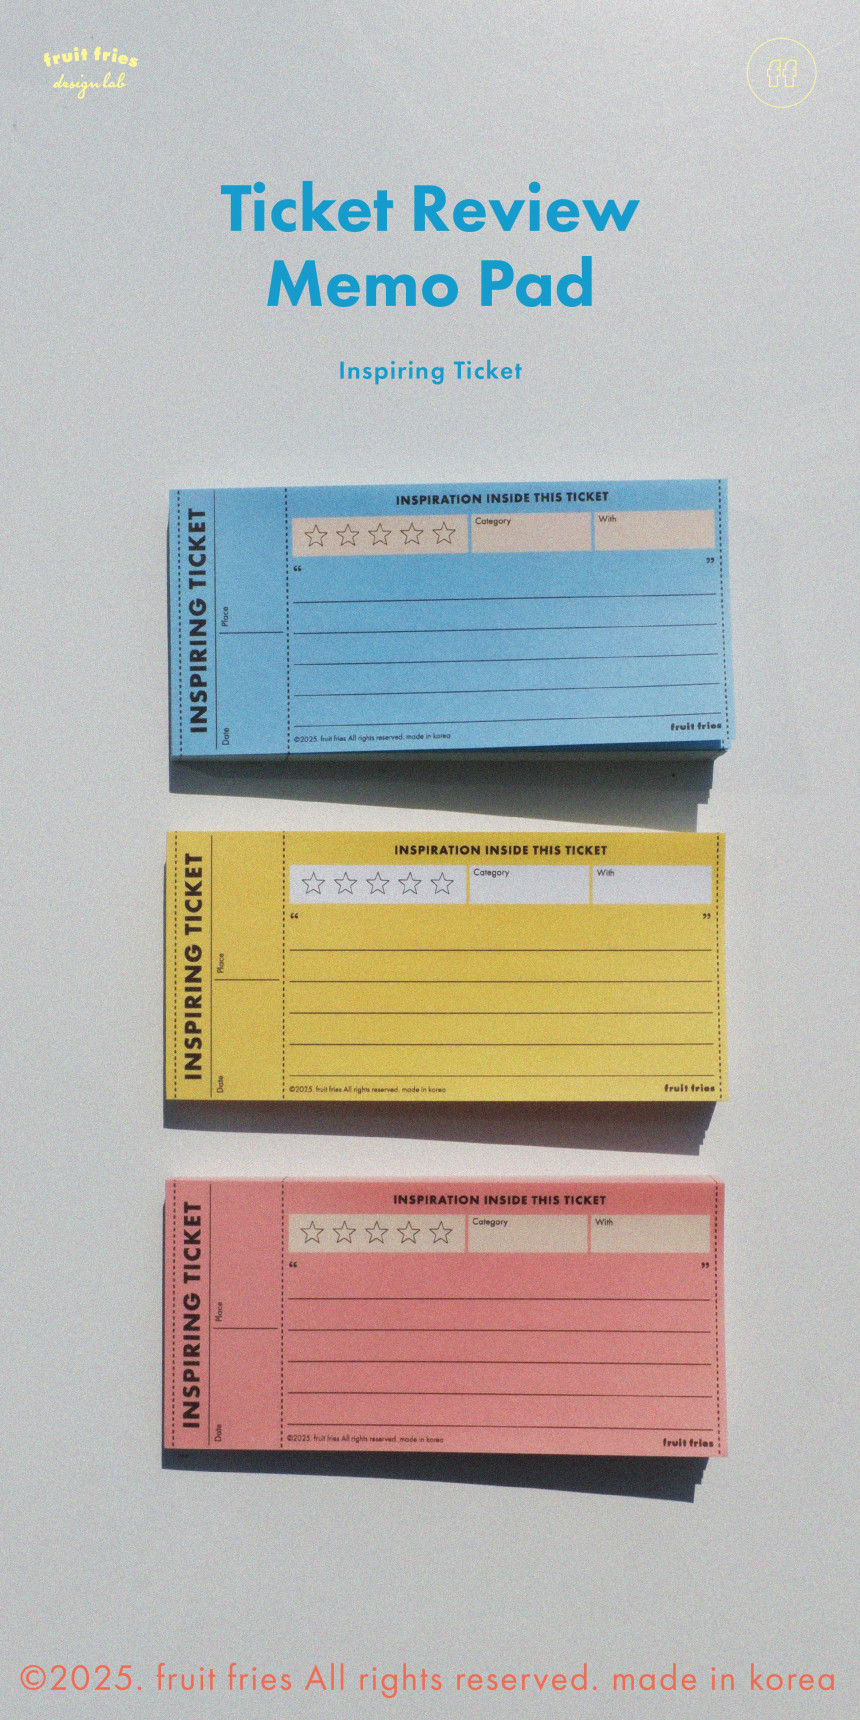 fruit fries
design lab
ff
Ticket Review
Memo Pad
Inspiring Ticket
INSPIRING TICKET
Place
Date
INSPIRATION INSIDE THIS TICKET
Category
With
“
”
©2025. fruit fries All rights reserved. made in korea
fruit fries
INSPIRING TICKET
Place
Date
INSPIRATION INSIDE THIS TICKET
Category
With
“
”
©2025. fruit fries All rights reserved. made in korea
fruit fries
INSPIRING TICKET
Place
Date
INSPIRATION INSIDE THIS TICKET
Category
With
“
”
©2025. fruit fries All rights reserved. made in korea
fruit fries
©2025. fruit fries All rights reserved. made in korea